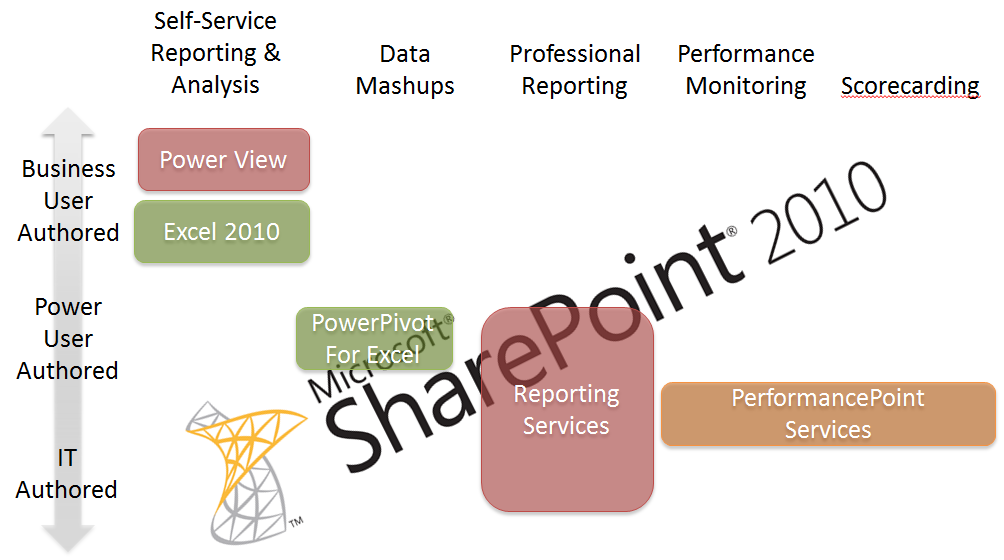 Self-Service
Reporting &
Analysis
Data
Mashups
Professional
Reporting
Performance
Monitoring
Scorecarding
Business
User
Authored
Power View
Excel 2010
Power
User
Authored
PowerPivot
For Excel
Microsoft®
SharePoint® 2010
Reporting
Services
PerformancePoint
Services
IT
Authored
TM